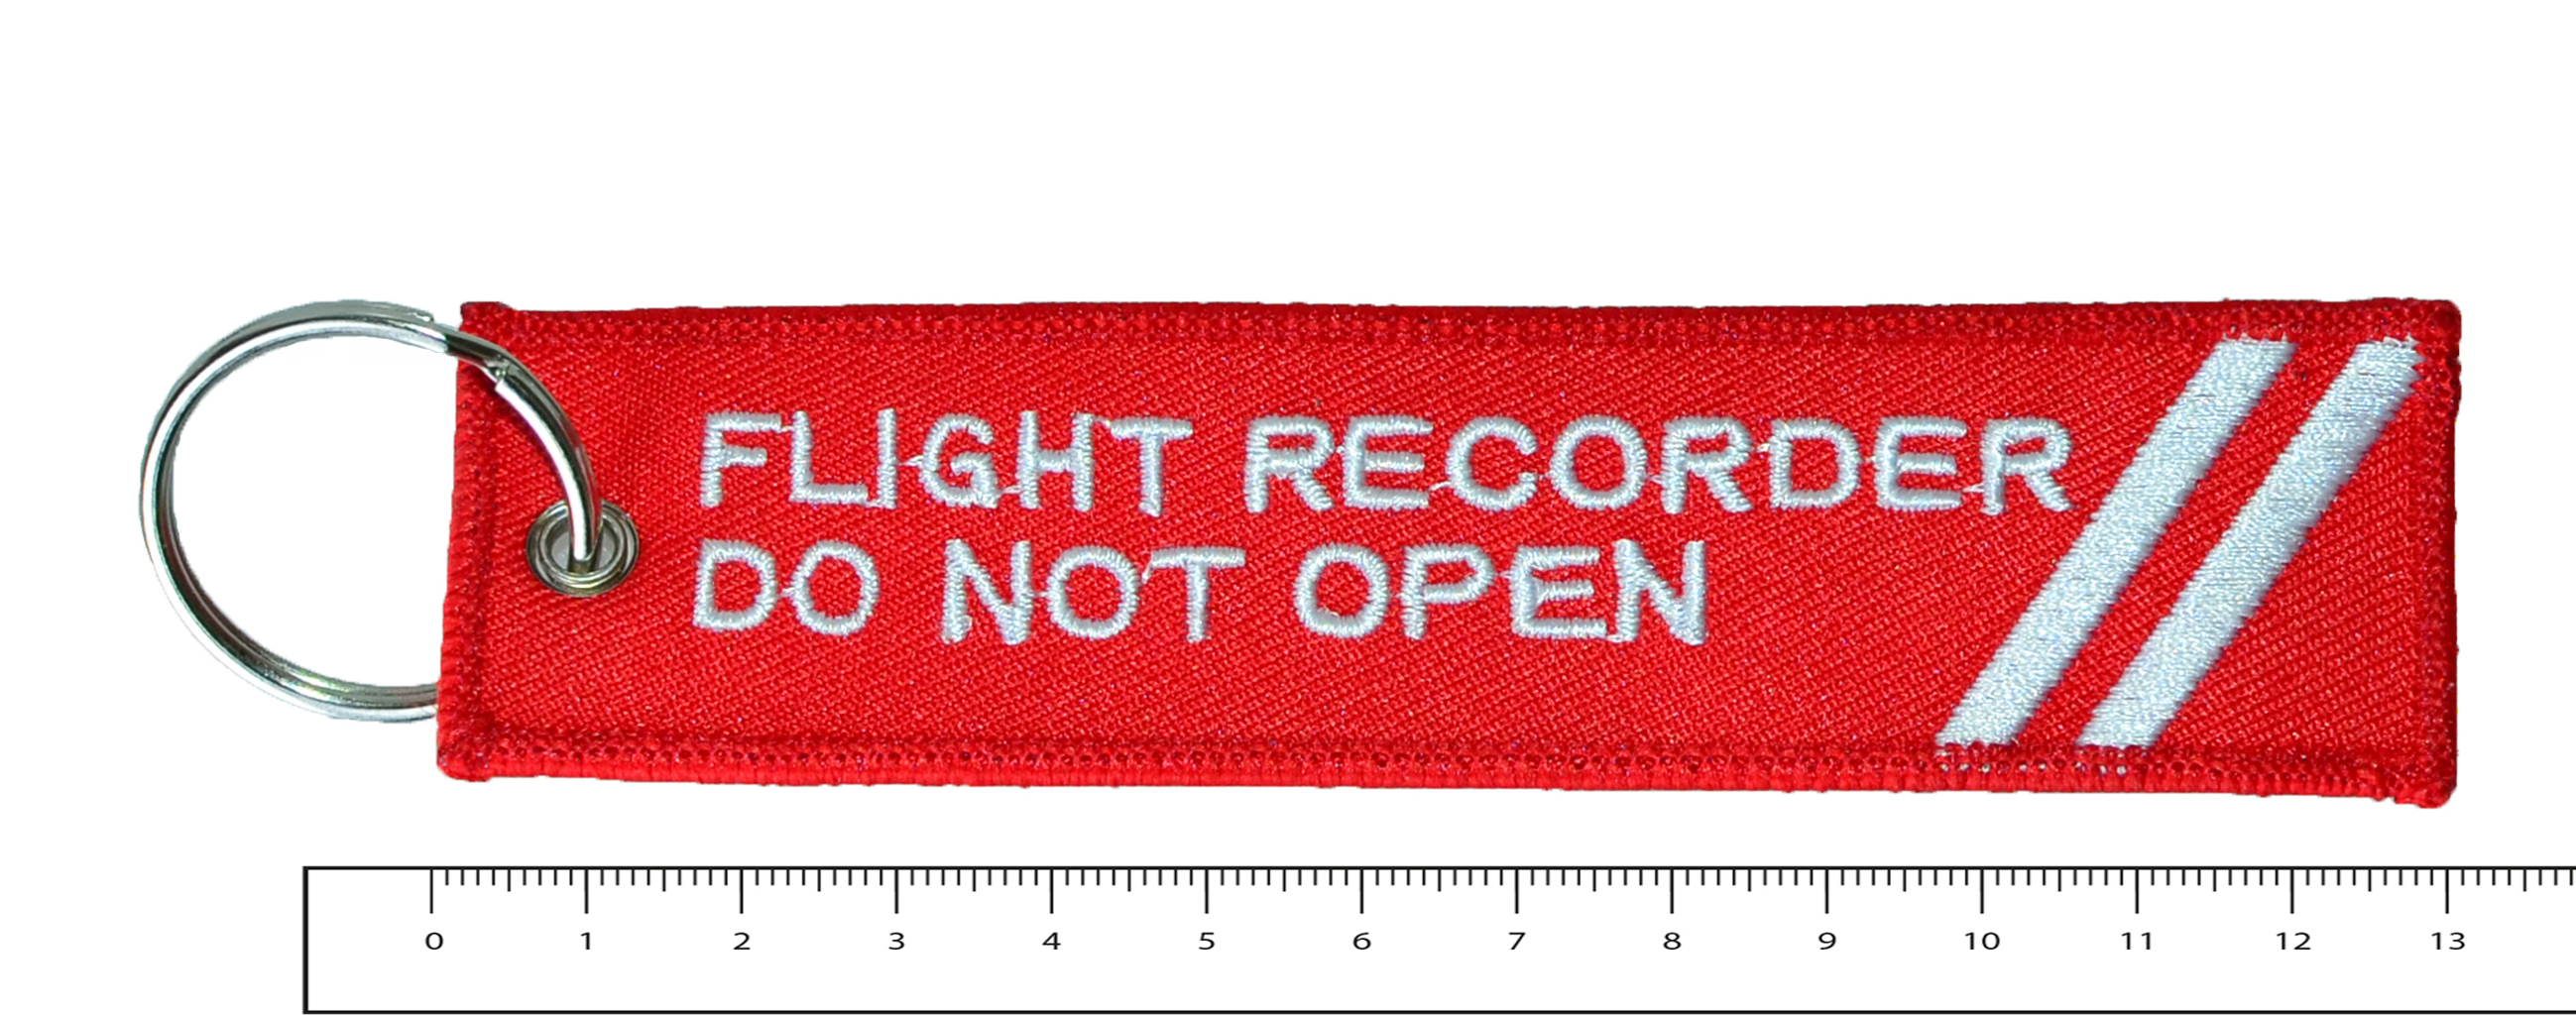 FLIGHT RECORDER
DO NOT OPEN
0 1 2 3 4 5 6 7 8 9 10 11 12 13